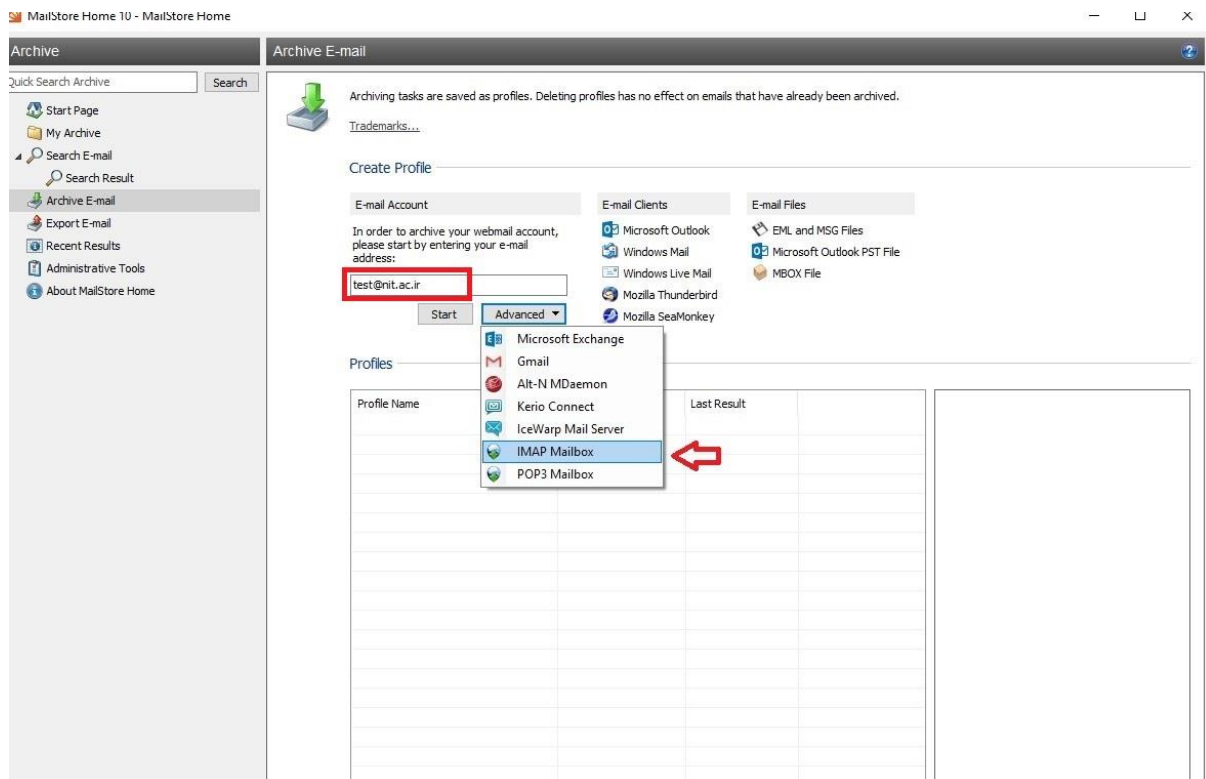 MailStore Home 10 - MailStore Home
Archive
Quick Search Archive
Search
Start Page
My Archive
Search E-mail
Search Result
Archive E-mail
Export E-mail
Recent Results
Administrative Tools
About MailStore Home
Archive E-mail
Archiving tasks are saved as profiles. Deleting profiles has no effect on emails that have already been archived.
Trademarks...
Create Profile
E-mail Account
In order to archive your webmail account,
please start by entering your e-mail
address:
test@nit.ac.ir
Start
Advanced
Microsoft Exchange
Gmail
Alt-N MDaemon
Kerio Connect
IceWarp Mail Server
IMAP Mailbox
POP3 Mailbox
E-mail Clients
Microsoft Outlook
Windows Mail
Windows Live Mail
Mozilla Thunderbird
Mozilla SeaMonkey
E-mail Files
EML and MSG Files
Microsoft Outlook PST File
MBOX File
Profiles
Profile Name
Last Result